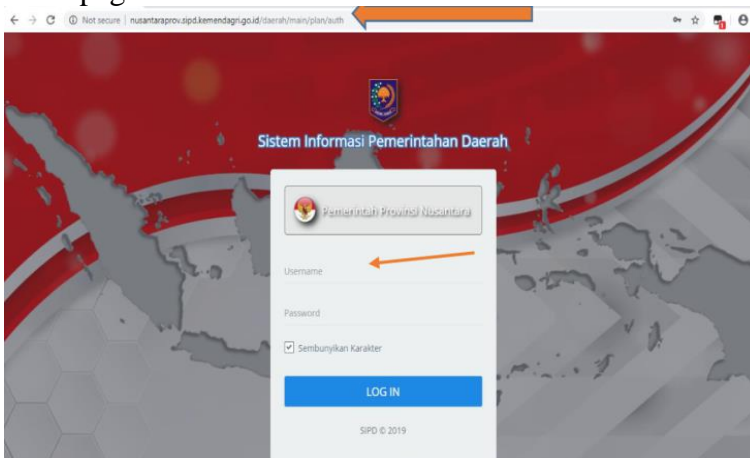 Not secure | nusantaraprov.sipd.kemendagri.go.id/daerah/main/plan/auth
Sistem Informasi Pemerintahan Daerah
Pemerintah Provinsi Nusantara
Username
Password
Sembunyikan Karakter
LOG IN
SIPD © 2019